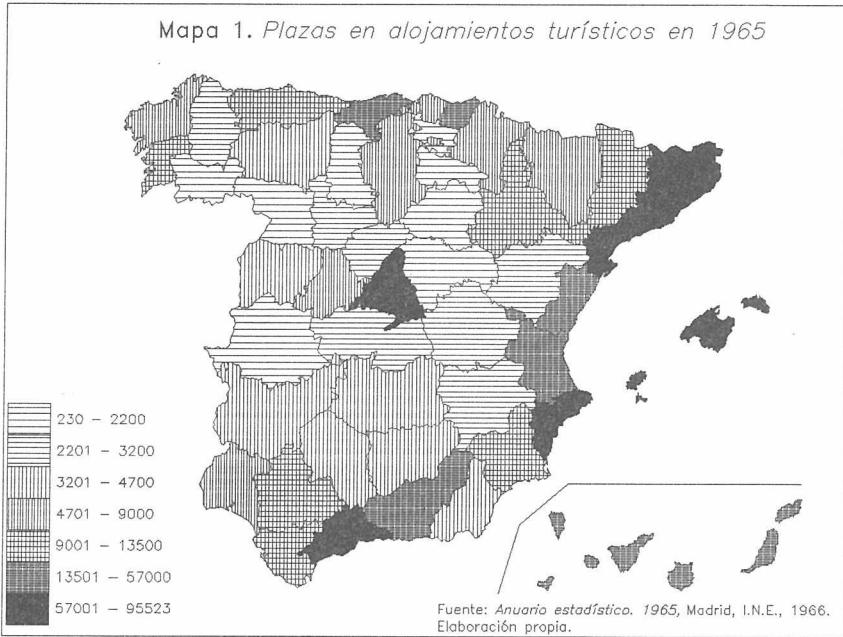 Mapa 1. Plazas en alojamientos turísticos en 1965
230 – 2200
2201 – 3200
3201 – 4700
4701 – 9000
9001 – 13500
13501 – 57000
57001 – 95523
Fuente: Anuario estadístico. 1965, Madrid, I.N.E., 1966.
Elaboración propia.